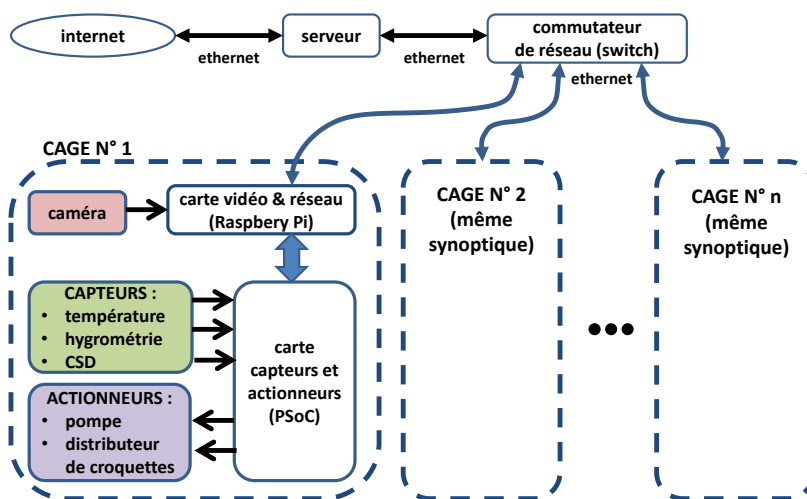 internet
ethernet
serveur
ethernet
commutateur
de réseau (switch)
ethernet
CAGE N° 1
caméra
carte vidéo & réseau
(Raspbery Pi)
CAPTEURS :
• température
• hygrométrie
• CSD
carte
capteurs et
actionneurs
(PSoC)
ACTIONNEURS :
• pompe
• distributeur
de croquettes
CAGE N° 2
(même
synoptique)
CAGE N° n
(même
synoptique)